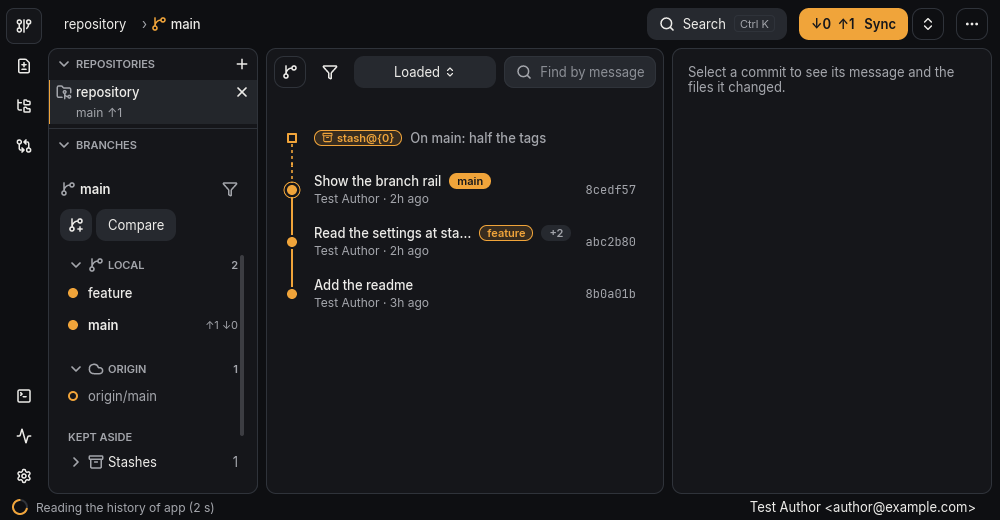 repository › main
Search Ctrl K
↓0 ↑1 Sync
REPOSITORIES
repository
main ↑1
BRANCHES
main
Compare
LOCAL 2
feature
main ↑1 ↓0
ORIGIN 1
origin/main
KEPT ASIDE
Stashes 1
Loaded
Find by message
stash@{0} On main: half the tags
Show the branch rail main
Test Author · 2h ago 8cedf57
Read the settings at sta... feature +2
Test Author · 2h ago abc2b80
Add the readme
Test Author · 3h ago 8b0a01b
Select a commit to see its message and the
files it changed.
Reading the history of app (2 s)
Test Author <author@example.com>